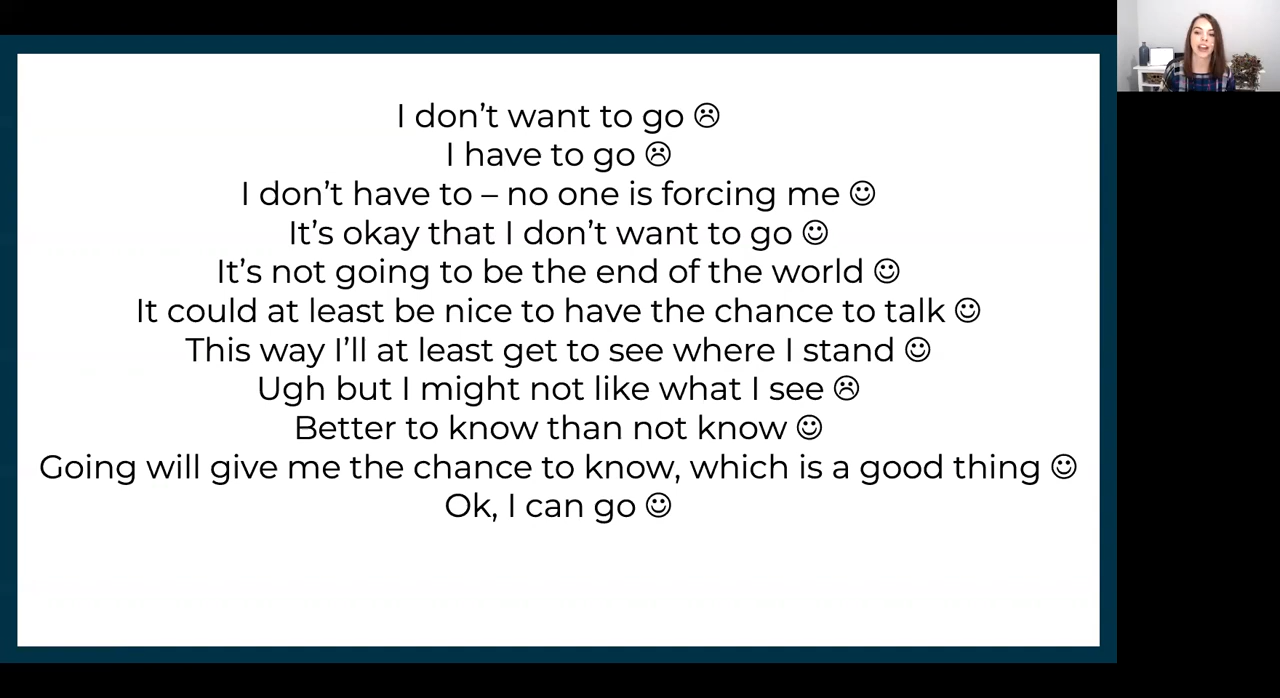 I don’t want to go ☹
I have to go ☹
I don’t have to – no one is forcing me ☺
It’s okay that I don’t want to go ☺
It’s not going to be the end of the world ☺
It could at least be nice to have the chance to talk ☺
This way I’ll at least get to see where I stand ☺
Ugh but I might not like what I see ☹
Better to know than not know ☺
Going will give me the chance to know, which is a good thing ☺
Ok, I can go ☺